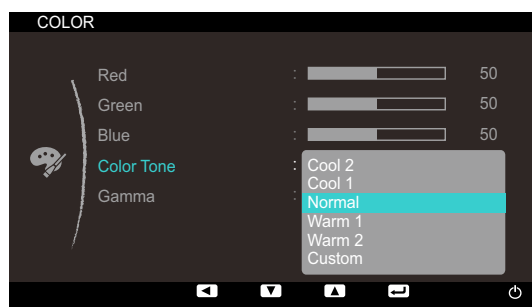 COLOR
Red : 50
Green : 50
Blue : 50
Color Tone : Cool 2
Cool 1
Gamma : Normal
Warm 1
Warm 2
Custom